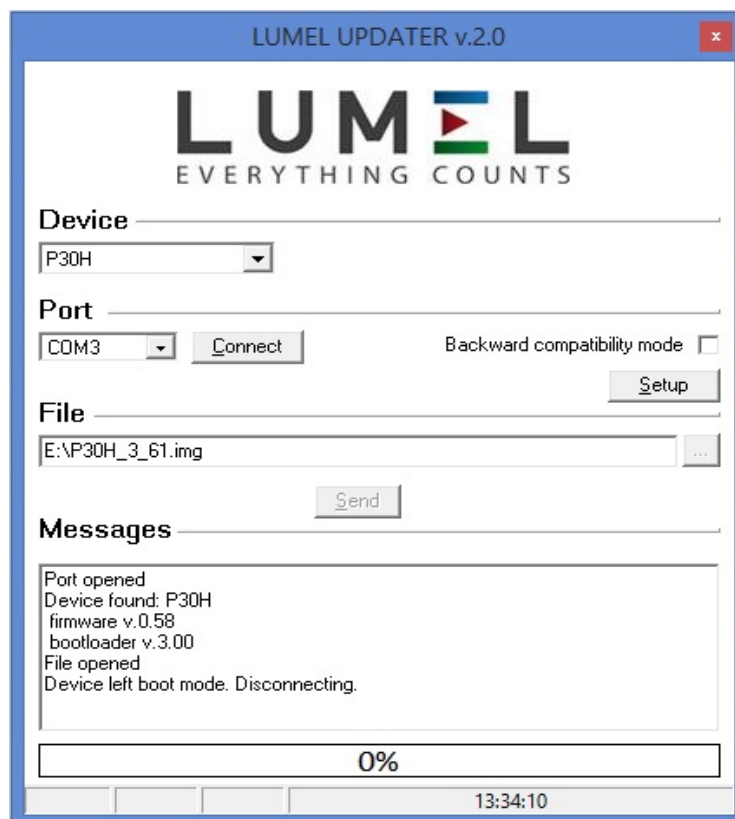 LUMEL UPDATER v.2.0
x
LUMEL
EVERYTHING COUNTS
Device
P30H
Port
COM3
Connect
Backward compatibility mode
Setup
File
E:\P30H_3_61.img
...
Send
Messages
Port opened
Device found: P30H
firmware v.0.58
bootloader v.3.00
File opened
Device left boot mode. Disconnecting.
0%
13:34:10